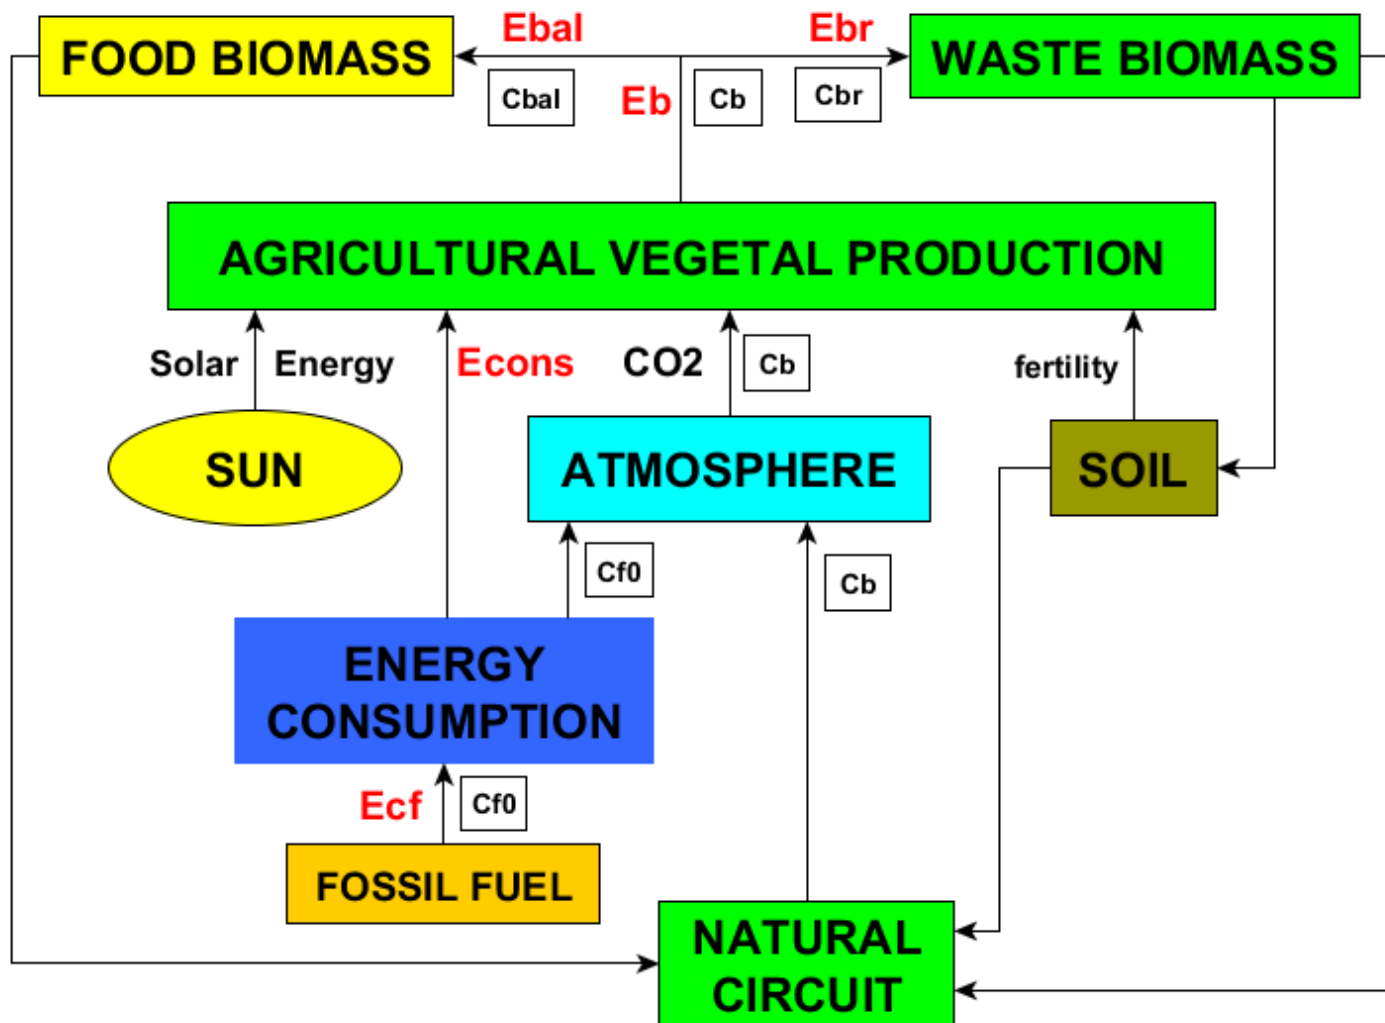 FOOD BIOMASS
Ebal
Ebr
WASTE BIOMASS
Cbal
Eb
Cb
Cbr
AGRICULTURAL VEGETAL PRODUCTION
Solar Energy
Econs
CO2
Cb
fertility
SUN
ATMOSPHERE
SOIL
Cf0
Cb
ENERGY
CONSUMPTION
Ecf
Cf0
FOSSIL FUEL
NATURAL
CIRCUIT